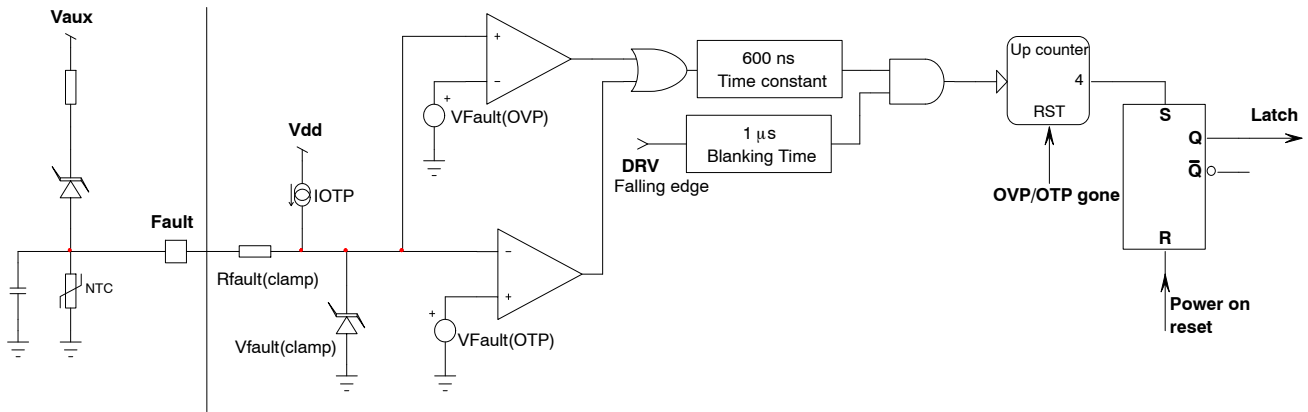 Vaux
Vdd
IOTP
Fault
NTC
Rfault(clamp)
Vfault(clamp)
+
−
+
VFault(OVP)
−
+
+
VFault(OTP)
600 ns
Time constant
1 μs
Blanking Time
DRV
Falling edge
Up counter
4
RST
OVP/OTP gone
S
Q
Q̅
R
Latch
Power on
reset